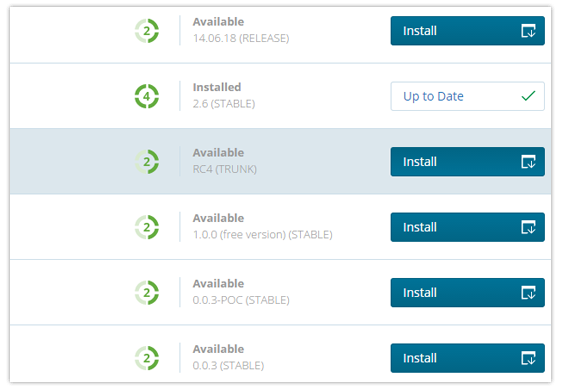 2
Available
14.06.18 (RELEASE)
Install
4
Installed
2.6 (STABLE)
Up to Date
2
Available
RC4 (TRUNK)
Install
2
Available
1.0.0 (free version) (STABLE)
Install
2
Available
0.0.3-POC (STABLE)
Install
2
Available
0.0.3 (STABLE)
Install